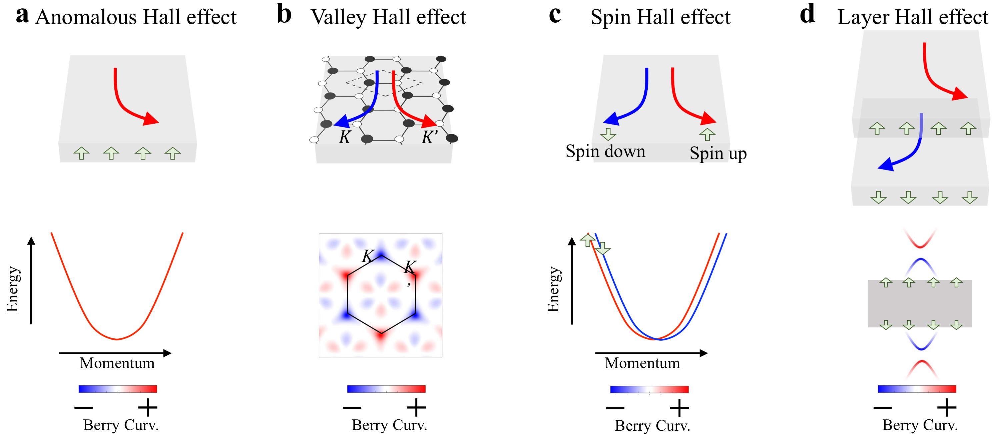 a Anomalous Hall effect
b Valley Hall effect
c Spin Hall effect
d Layer Hall effect
K
K’
Spin down
Spin up
Energy
Momentum
K
K
’
Energy
Momentum
− +
Berry Curv.
− +
Berry Curv.
− +
Berry Curv.
− +
Berry Curv.